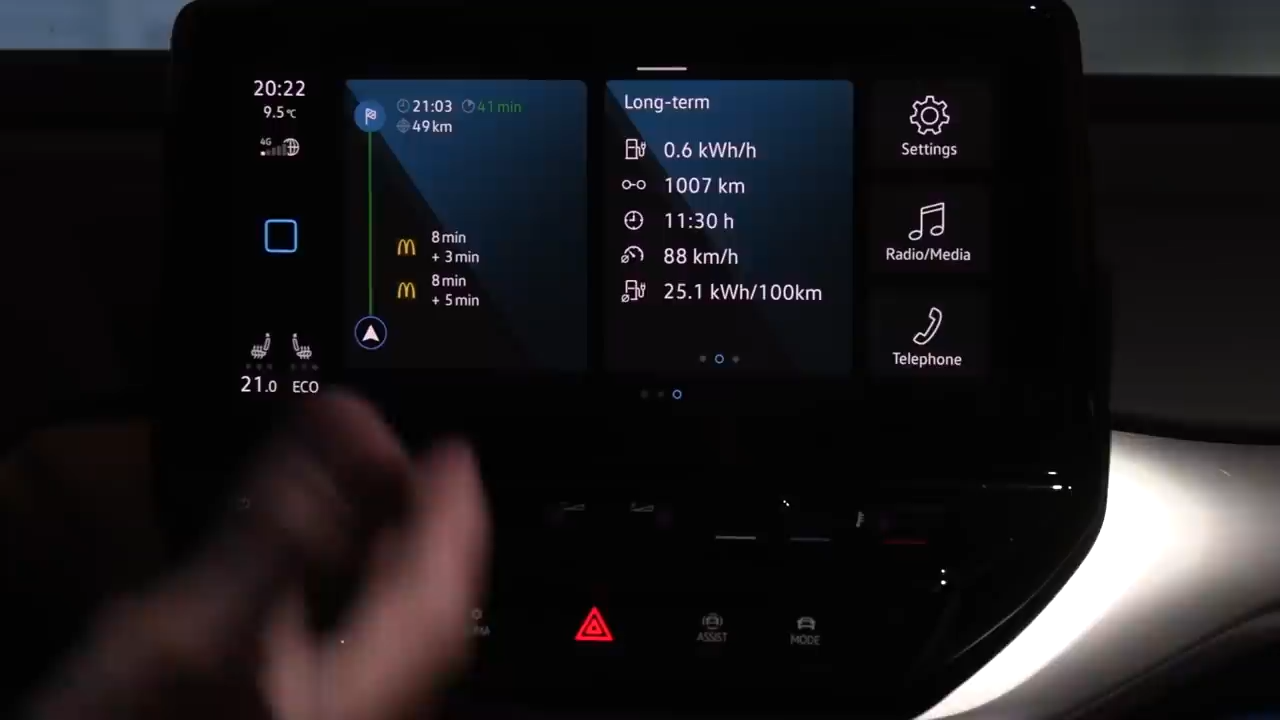 20:22
9.5°C
4G
21.0 ECO
21:03 41 min
49 km
8 min
+ 3 min
8 min
+ 5 min
Long-term
0.6 kWh/h
1007 km
11:30 h
88 km/h
25.1 kWh/100km
Settings
Radio/Media
Telephone
ASSIST
MODE